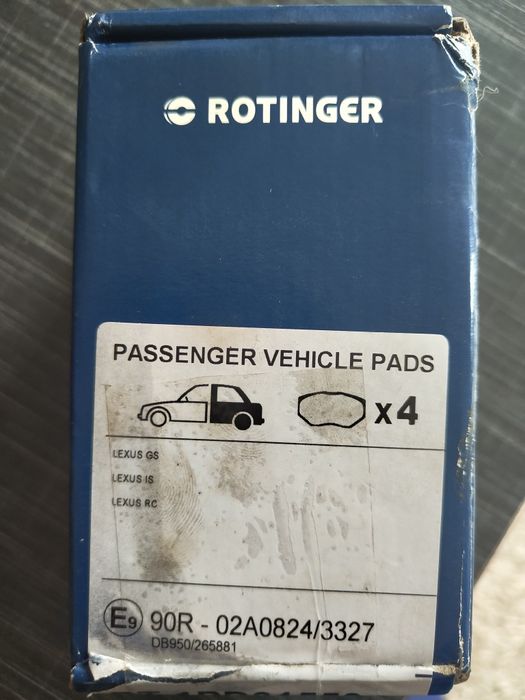 ROTINGER
PASSENGER VEHICLE PADS
x4
LEXUS GS
LEXUS IS
LEXUS RC
E9 90R - 02A0824/3327
DB950/265881